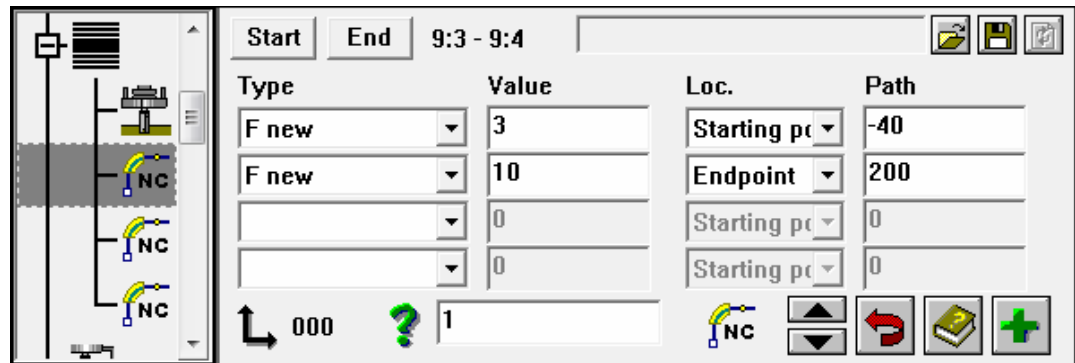 Start End 9:3 - 9:4
Type Value Loc. Path
F new 3 Starting po -40
F new 10 Endpoint 200
0 Starting po 0
0 Starting po 0
NC
NC
NC
000 1 NC